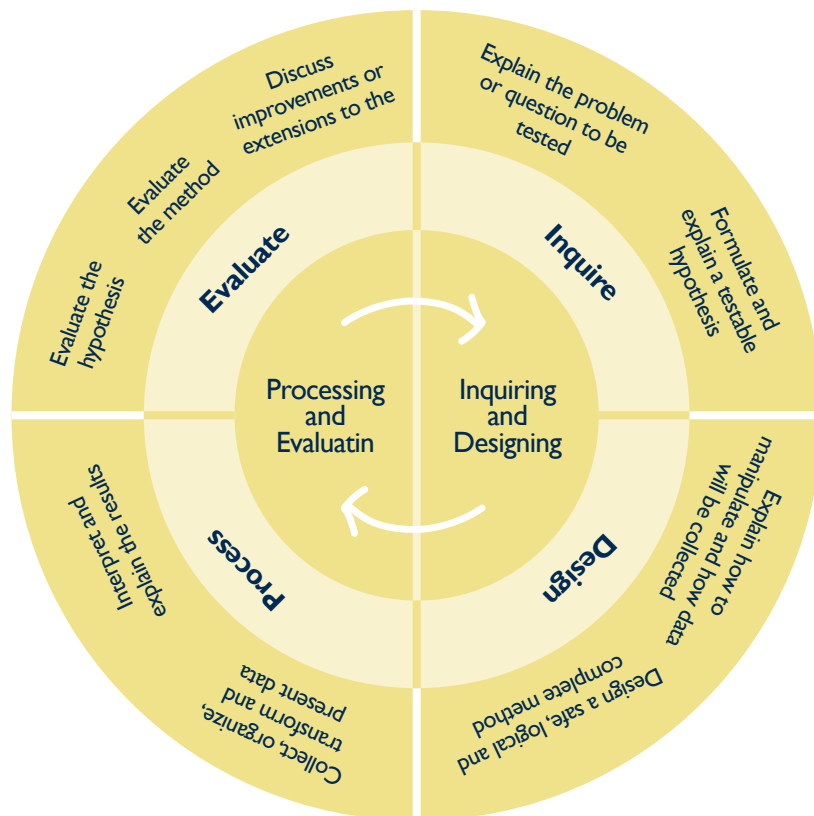 Explain the problem
or question to be
tested
Formulate and
explain a testable
hypothesis
Inquire
Inquiring
and
Designing
Explain how to
manipulate and how data
will be collected
Design a safe, logical and
complete method
Design
Collect, organize,
transform and
present data
Interpret and
explain the results
Process
Processing
and
Evaluatin
Evaluate the
hypothesis
Evaluate
the method
Discuss
improvements or
extensions to the
Evaluate